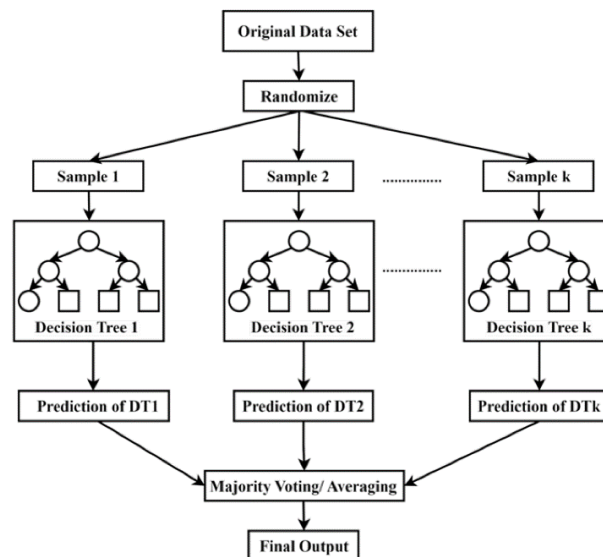 Original Data Set
Randomize
Sample 1
Sample 2
...............
Sample k
Decision Tree 1
Decision Tree 2
..............
Decision Tree k
Prediction of DT1
Prediction of DT2
Prediction of DTk
Majority Voting/ Averaging
Final Output